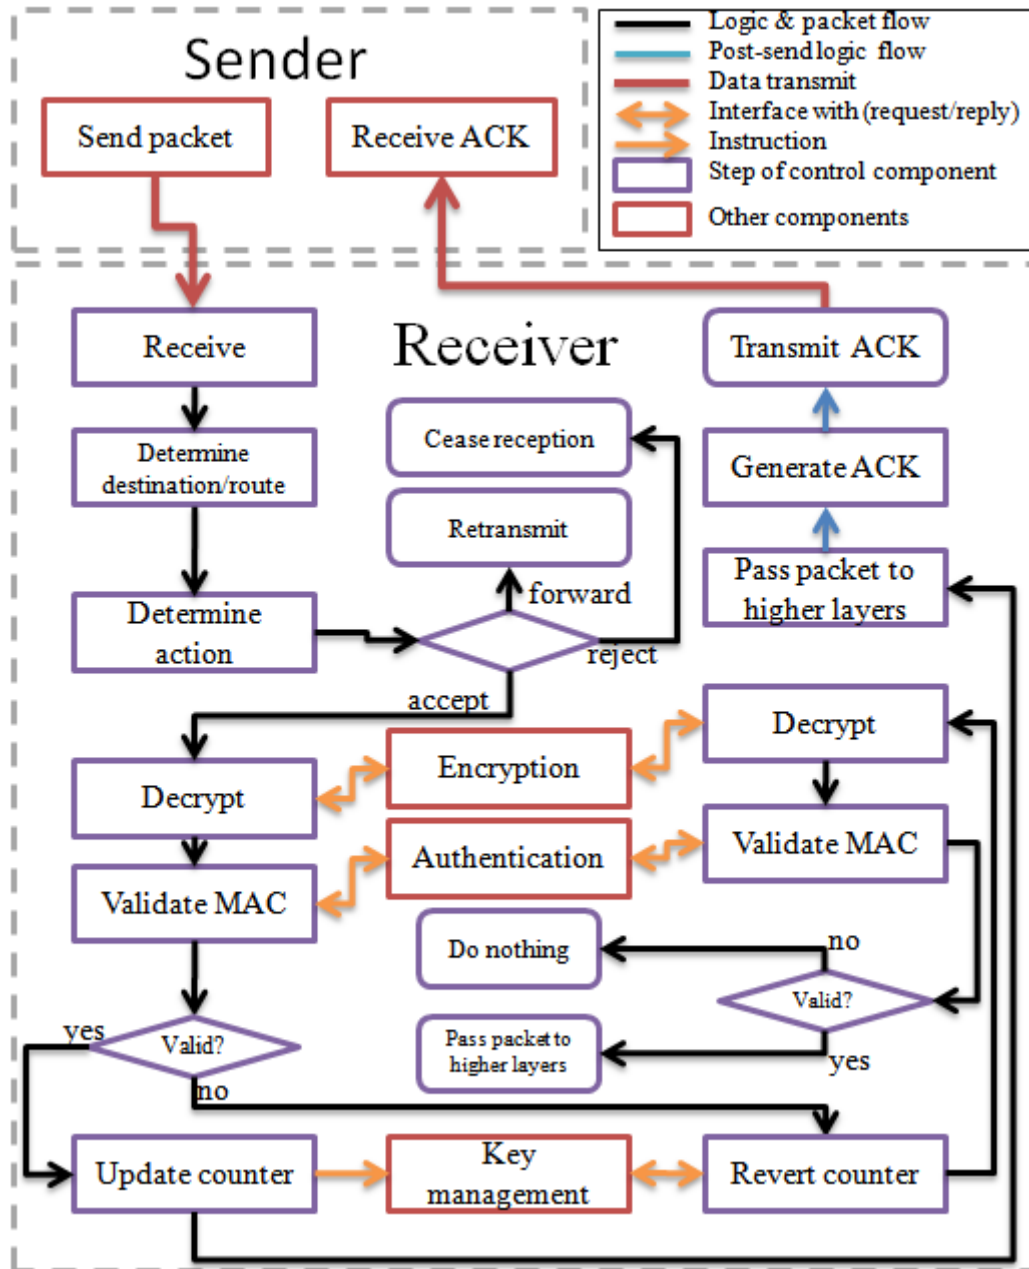 Sender
Send packet
Receive ACK
Logic & packet flow
Post-send logic flow
Data transmit
Interface with (request/reply)
Instruction
Step of control component
Other components
Receiver
Receive
Transmit ACK
Cease reception
Determine
destination/route
Generate ACK
Retransmit
Pass packet to
higher layers
forward
Determine
action
reject
accept
Decrypt
Encryption
Decrypt
Authentication
Validate MAC
Validate MAC
no
Do nothing
Valid?
yes
Valid?
Pass packet to
higher layers
yes
no
Update counter
Key
management
Revert counter